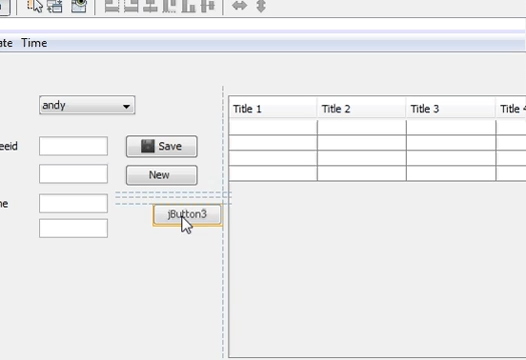 ate Time
andy
Title 1 Title 2 Title 3 Title 4
eeid
Save
New
ne
jButton3